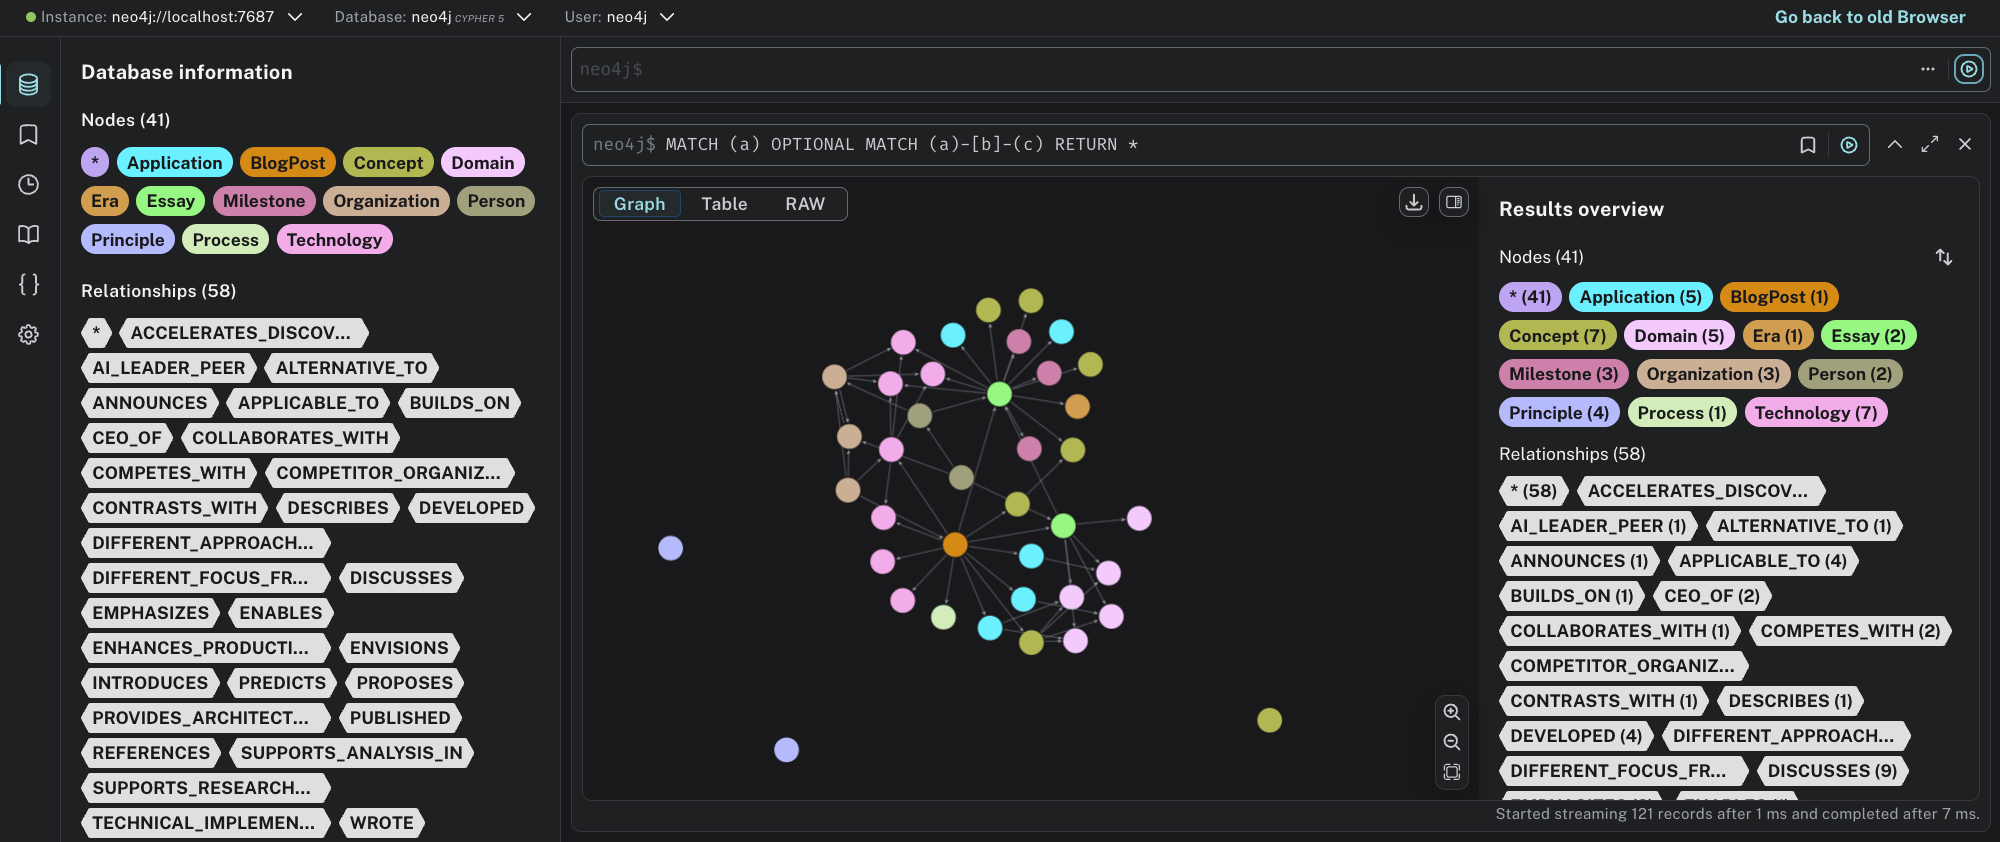 Instance: neo4j://localhost:7687
Database: neo4j CYPHER 5
User: neo4j
Go back to old Browser
Database information
Nodes (41)
* Application BlogPost Concept Domain
Era Essay Milestone Organization Person
Principle Process Technology
Relationships (58)
* ACCELERATES_DISCOV...
AI_LEADER_PEER ALTERNATIVE_TO
ANNOUNCES APPLICABLE_TO BUILDS_ON
CEO_OF COLLABORATES_WITH
COMPETES_WITH COMPETITOR_ORGANIZ...
CONTRASTS_WITH DESCRIBES DEVELOPED
DIFFERENT_APPROACH...
DIFFERENT_FOCUS_FR... DISCUSSES
EMPHASIZES ENABLES
ENHANCES_PRODUCTI... ENVISIONS
INTRODUCES PREDICTS PROPOSES
PROVIDES_ARCHITECT... PUBLISHED
REFERENCES SUPPORTS_ANALYSIS_IN
SUPPORTS_RESEARCH...
TECHNICAL_IMPLEMEN... WROTE
neo4j$
neo4j$ MATCH (a) OPTIONAL MATCH (a)-[b]-(c) RETURN *
Graph Table RAW
Results overview
Nodes (41)
* (41) Application (5) BlogPost (1)
Concept (7) Domain (5) Era (1) Essay (2)
Milestone (3) Organization (3) Person (2)
Principle (4) Process (1) Technology (7)
Relationships (58)
* (58) ACCELERATES_DISCOV...
AI_LEADER_PEER (1) ALTERNATIVE_TO (1)
ANNOUNCES (1) APPLICABLE_TO (4)
BUILDS_ON (1) CEO_OF (2)
COLLABORATES_WITH (1) COMPETES_WITH (2)
COMPETITOR_ORGANIZ...
CONTRASTS_WITH (1) DESCRIBES (1)
DEVELOPED (4) DIFFERENT_APPROACH...
DIFFERENT_FOCUS_FR... DISCUSSES (9)
Started streaming 121 records after 1 ms and completed after 7 ms.